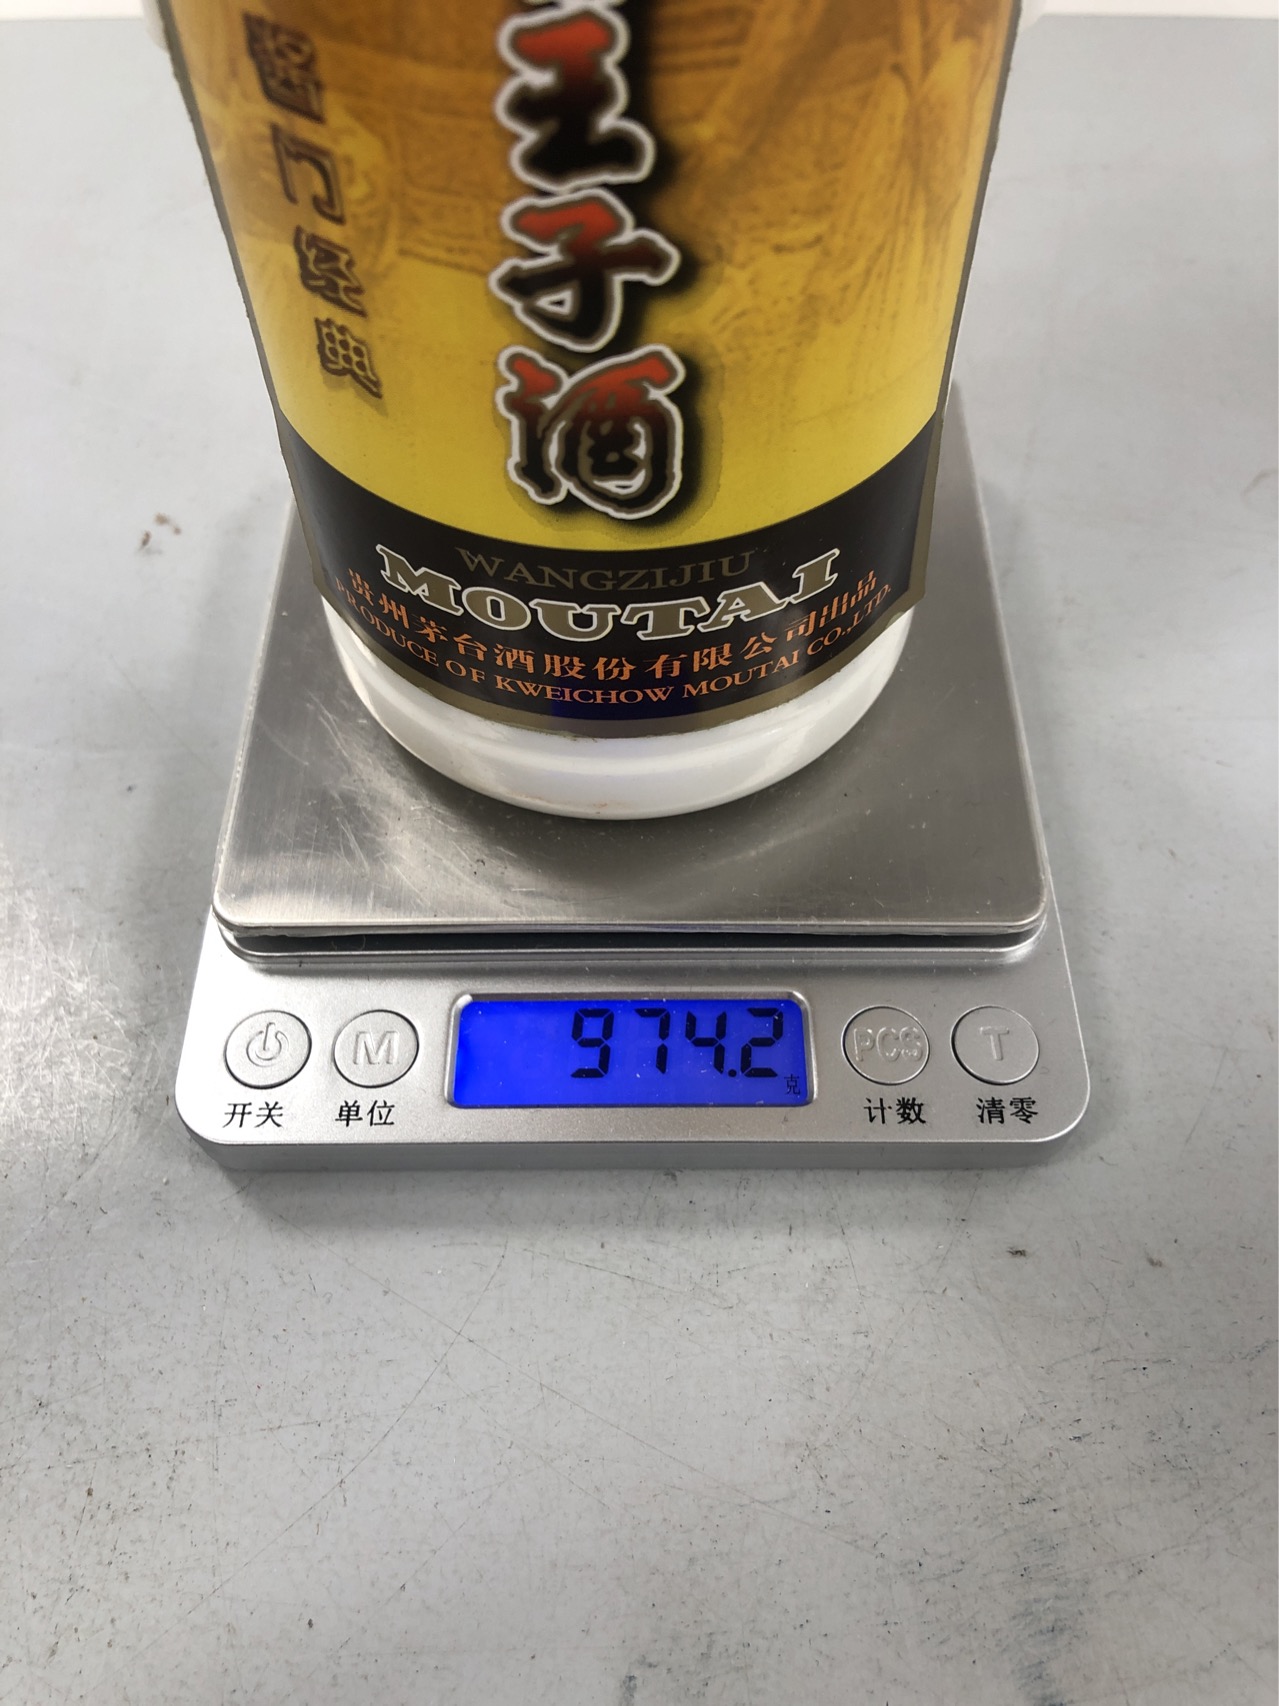 王子酒
酱门经典
WANGZIJIU
MOUTAI
贵州茅台酒股份有限公司出品
PRODUCE OF KWEICHOW MOUTAI CO.,LTD.
974.2
克
M
PCS
T
开关
单位
计数
清零